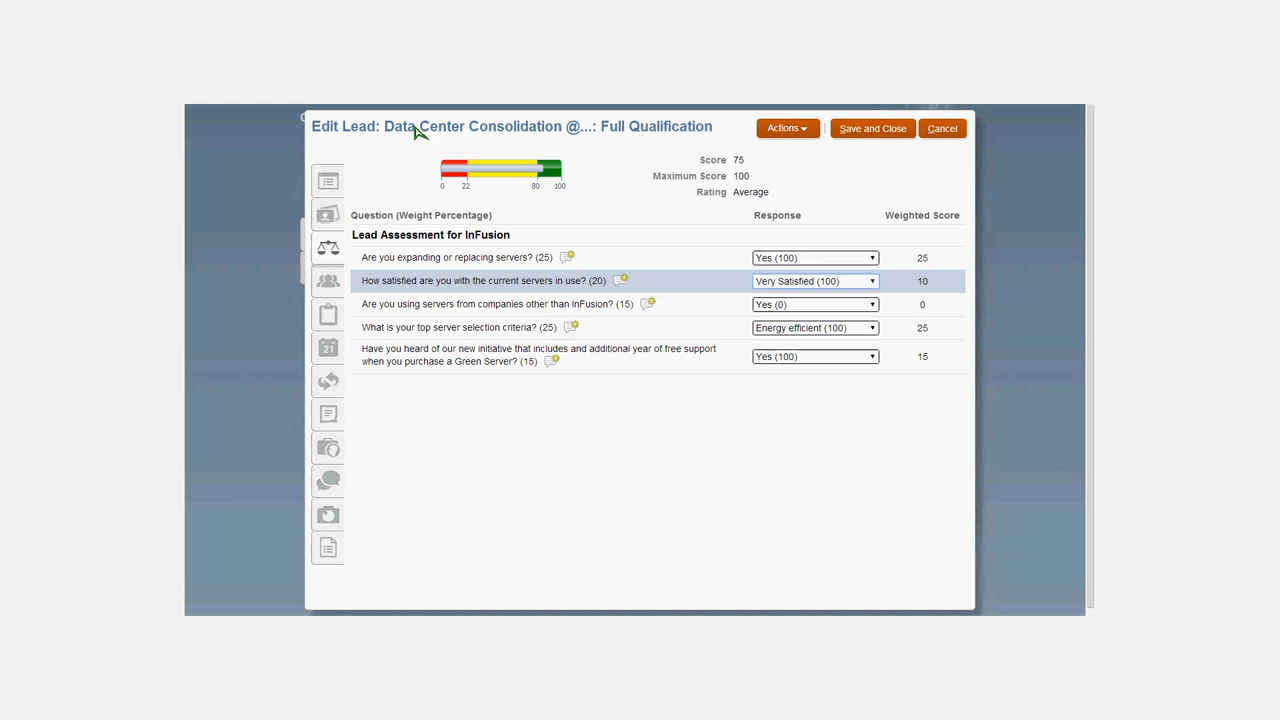 Edit Lead: Data Center Consolidation @...: Full Qualification
Actions
Save and Close
Cancel
0 22 80 100
Score 75
Maximum Score 100
Rating Average
Question (Weight Percentage) Response Weighted Score
Lead Assessment for InFusion
Are you expanding or replacing servers? (25) Yes (100) 25
How satisfied are you with the current servers in use? (20) Very Satisfied (100) 10
Are you using servers from companies other than InFusion? (15) Yes (0) 0
What is your top server selection criteria? (25) Energy efficient (100) 25
Have you heard of our new initiative that includes and additional year of free support
when you purchase a Green Server? (15) Yes (100) 15
21